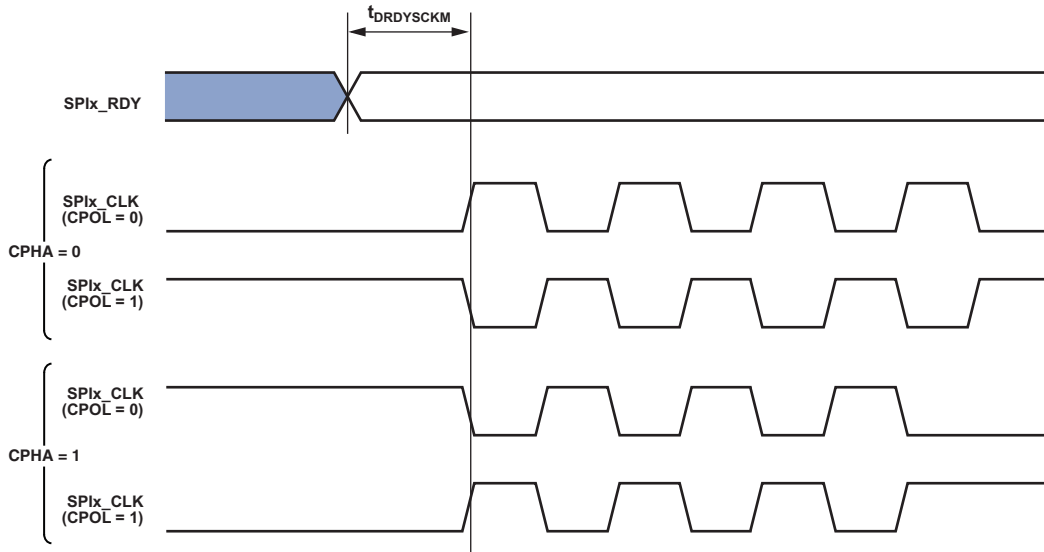 tDRDYSCKM
SPIx_RDY
SPIx_CLK
(CPOL = 0)
CPHA = 0
SPIx_CLK
(CPOL = 1)
SPIx_CLK
(CPOL = 0)
CPHA = 1
SPIx_CLK
(CPOL = 1)